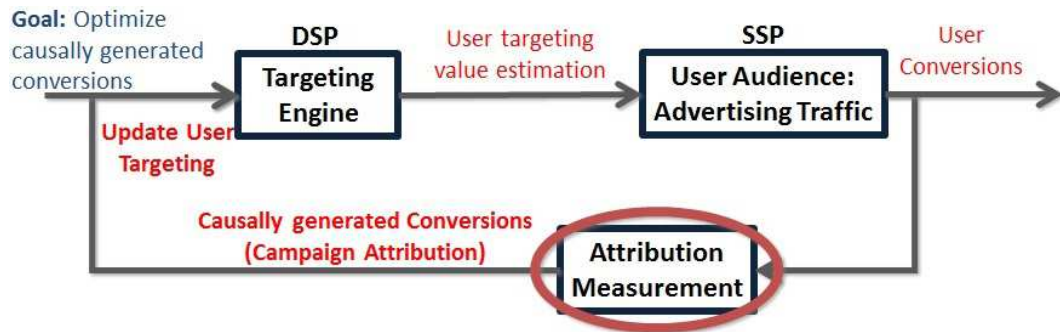 Goal: Optimize
causally generated
conversions
DSP
Targeting
Engine
User targeting
value estimation
SSP
User Audience:
Advertising Traffic
User
Conversions
Update User
Targeting
Causally generated Conversions
(Campaign Attribution)
Attribution
Measurement